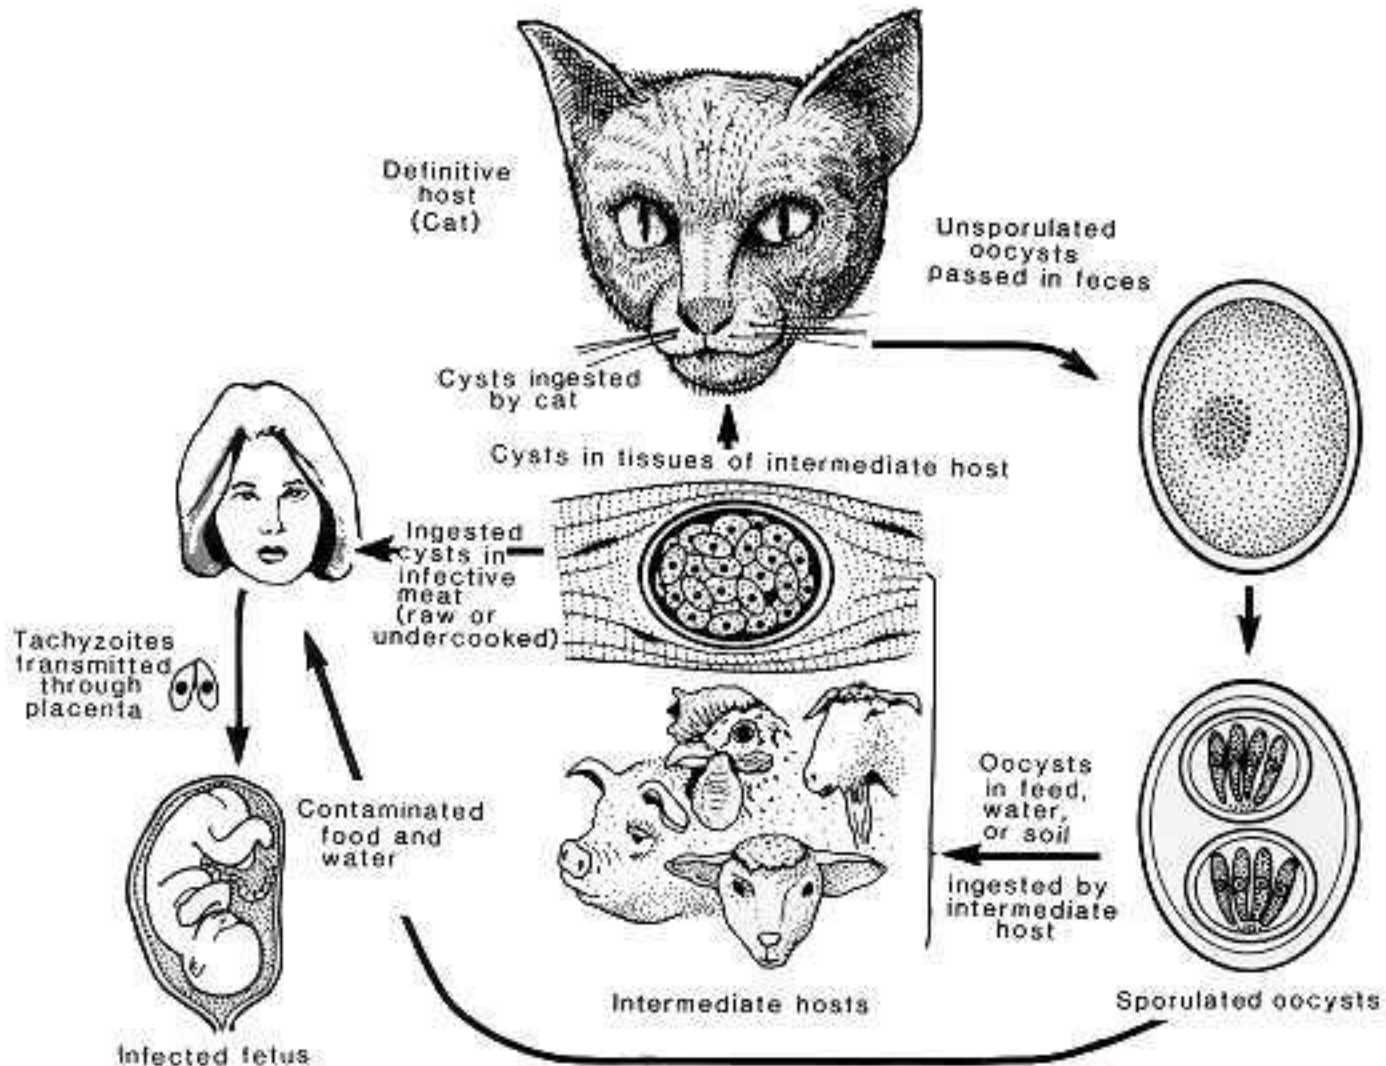 Definitive
host
(Cat)
Unsporulated
oocysts
passed in feces
Cysts ingested
by cat
Cysts in tissues of intermediate host
Ingested
cysts in
infective
meat
(raw or
undercooked)
Tachyzoites
transmitted
through
placenta
Contaminated
food and
water
Oocysts
in feed,
water,
or soil
ingested by
intermediate
host
Infected fetus
Intermediate hosts
Sporulated oocysts